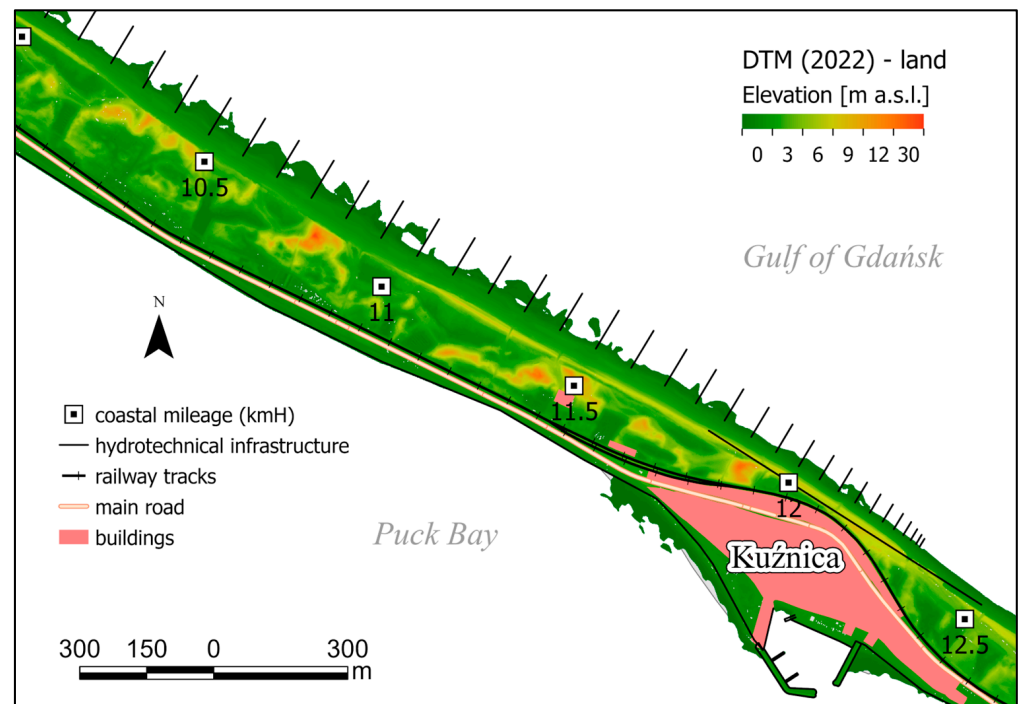 DTM (2022) - land
Elevation [m a.s.l.]
0 3 6 9 12 30
10.5
Gulf of Gdańsk
11
N
11.5
coastal mileage (kmH)
hydrotechnical infrastructure
railway tracks
main road
buildings
12
Puck Bay
Kuźnica
12.5
300 150 0 300
m